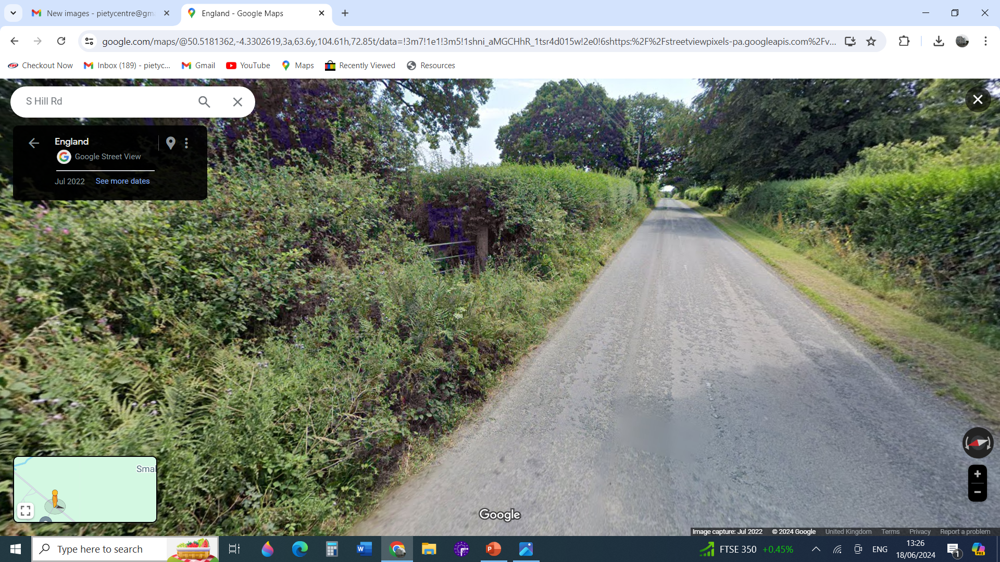 New images - pietycentre@gma
England - Google Maps
google.com/maps/@50.5181362,-4.3302619,3a,63.6y,104.61h,72.85t/data=!3m7!1e1!3m5!1shni_aMGCHhR_1tsr4d015w!2e0!6shttps:%2F%2Fstreetviewpixels-pa.googleapis.com%2Fv...
Checkout Now
Inbox (189) - pietyc...
Gmail
YouTube
Maps
Recently Viewed
Resources
S Hill Rd
England
Google Street View
Jul 2022 See more dates
Smal
Google
Image capture: Jul 2022 © 2024 Google United Kingdom Terms Privacy Report a problem
Type here to search
FTSE 350 +0.45%
ENG
13:26
18/06/2024
1
PRE